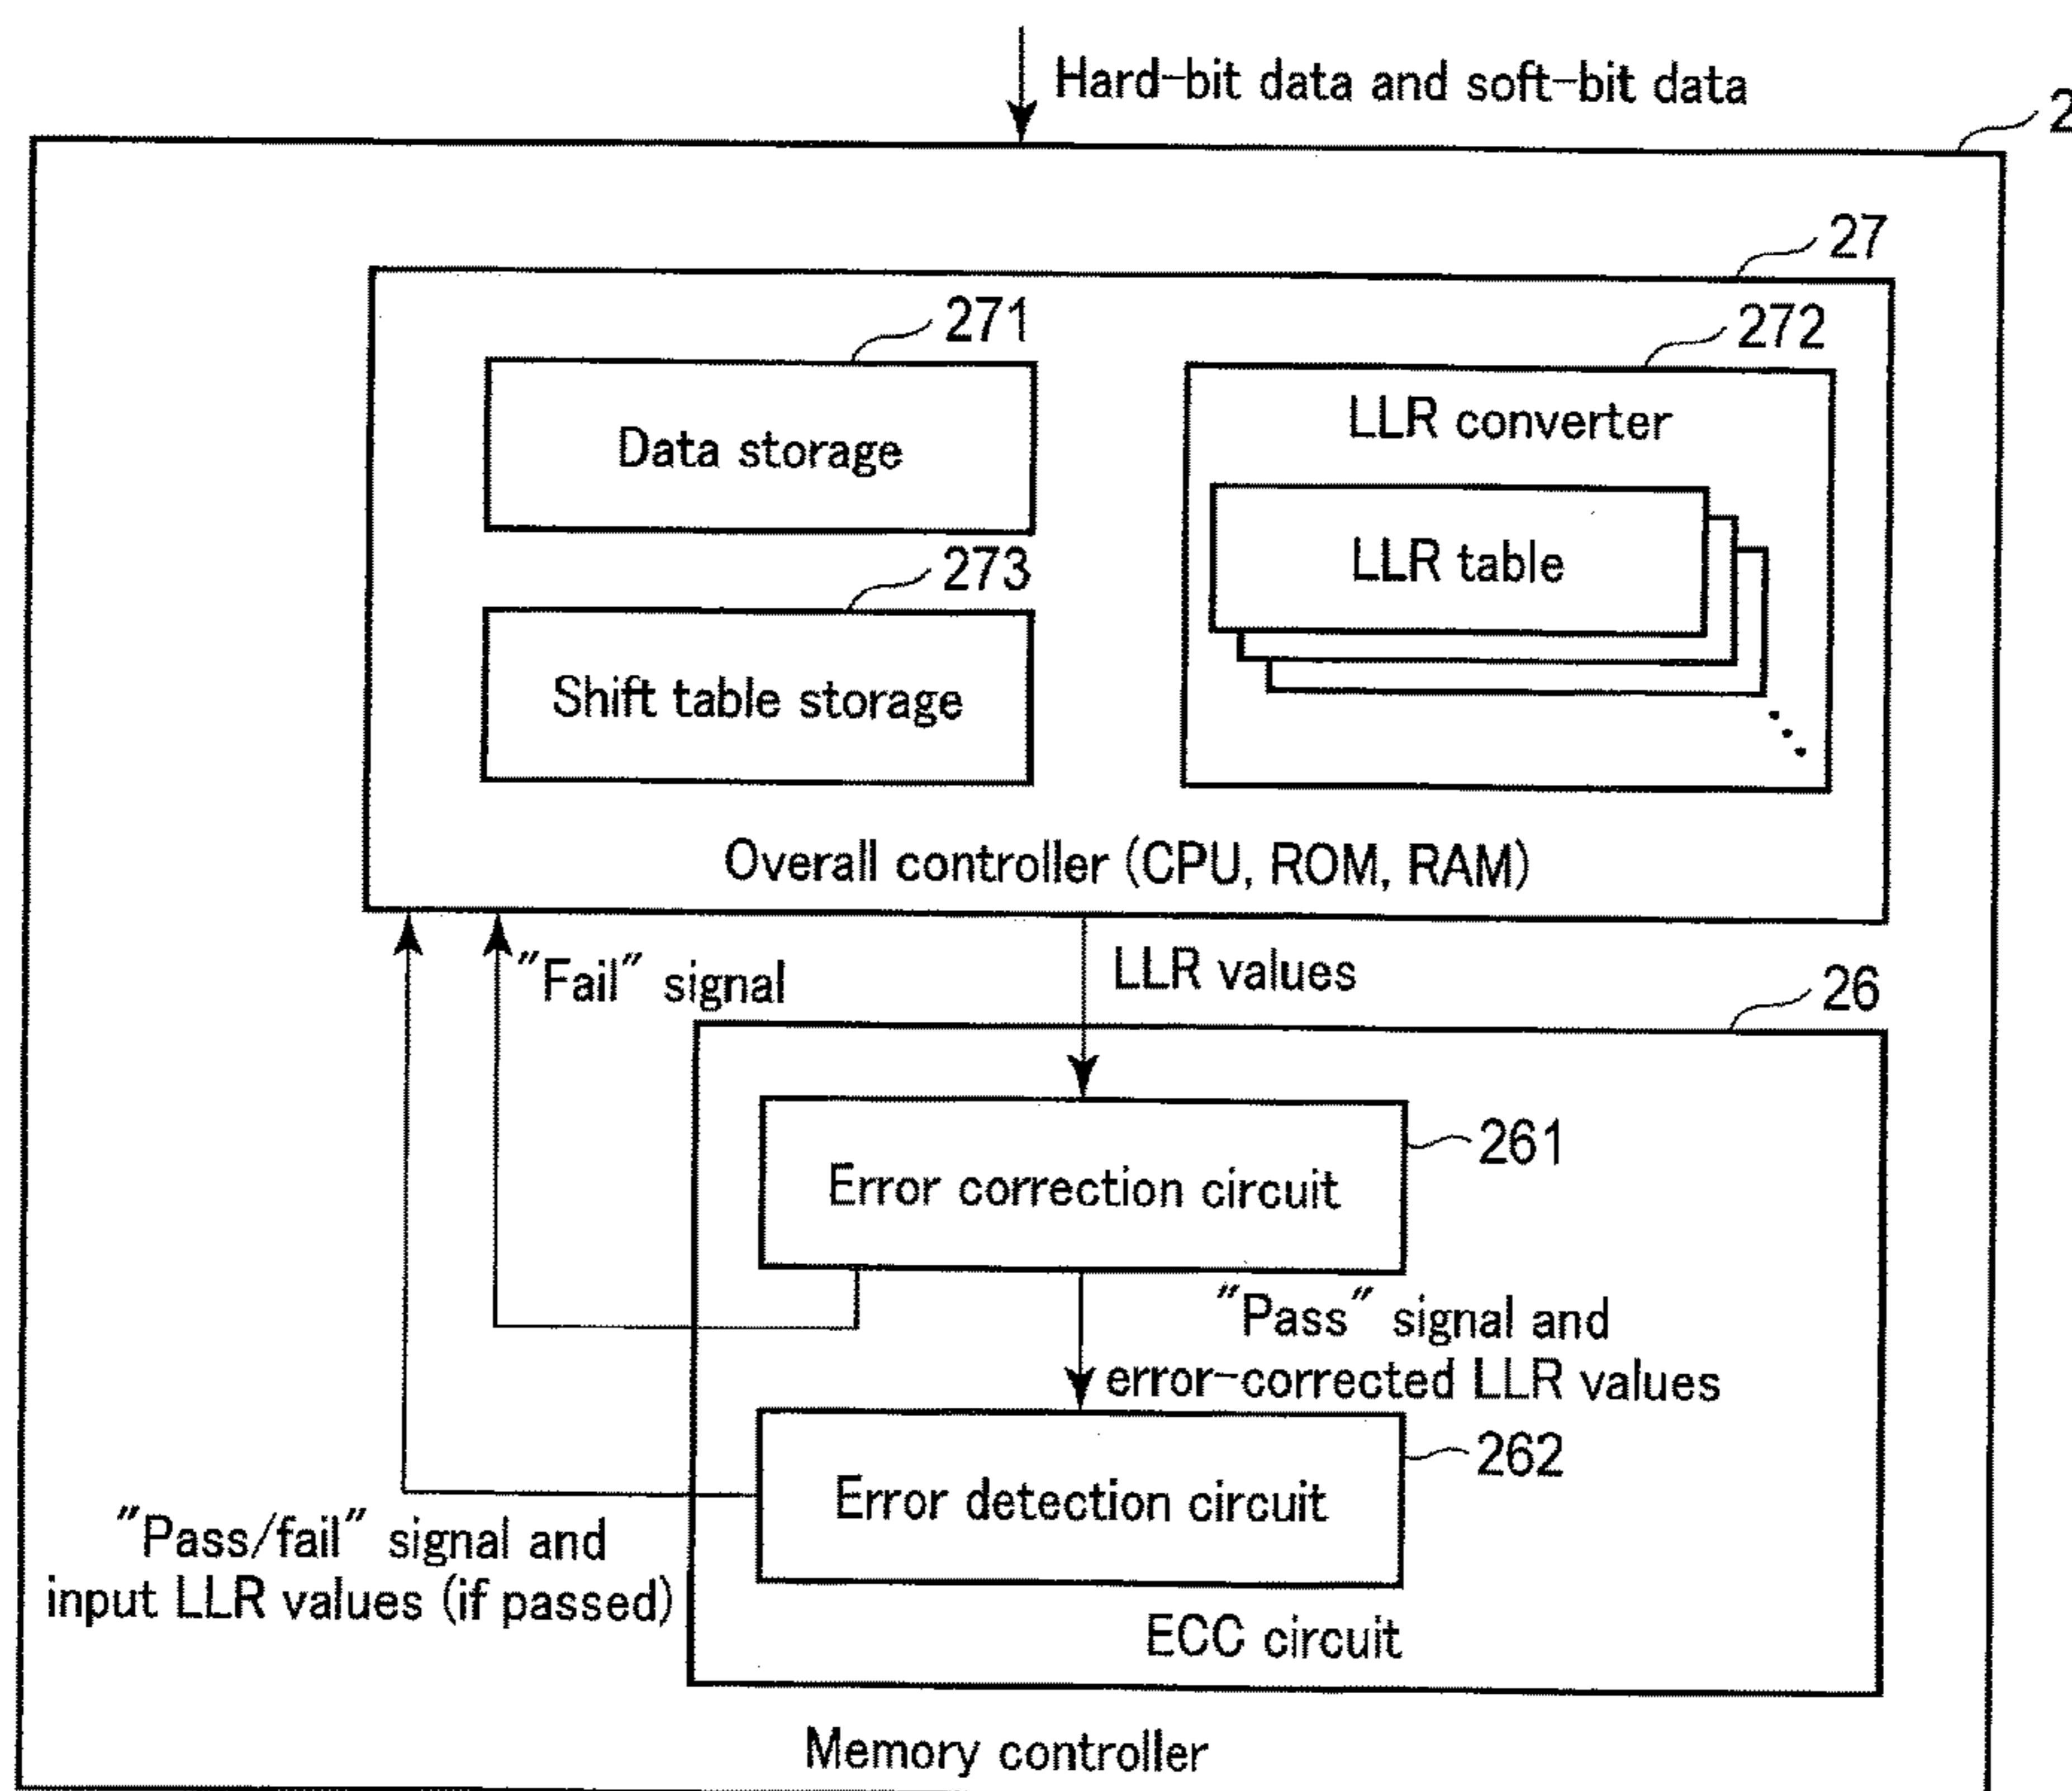 Hard-bit data and soft-bit data
2
27
271
272
Data storage
LLR converter
LLR table
273
Shift table storage
Overall controller (CPU, ROM, RAM)
"Fail" signal
LLR values
26
261
Error correction circuit
"Pass" signal and
error-corrected LLR values
262
Error detection circuit
"Pass/fail" signal and
input LLR values (if passed)
ECC circuit
Memory controller